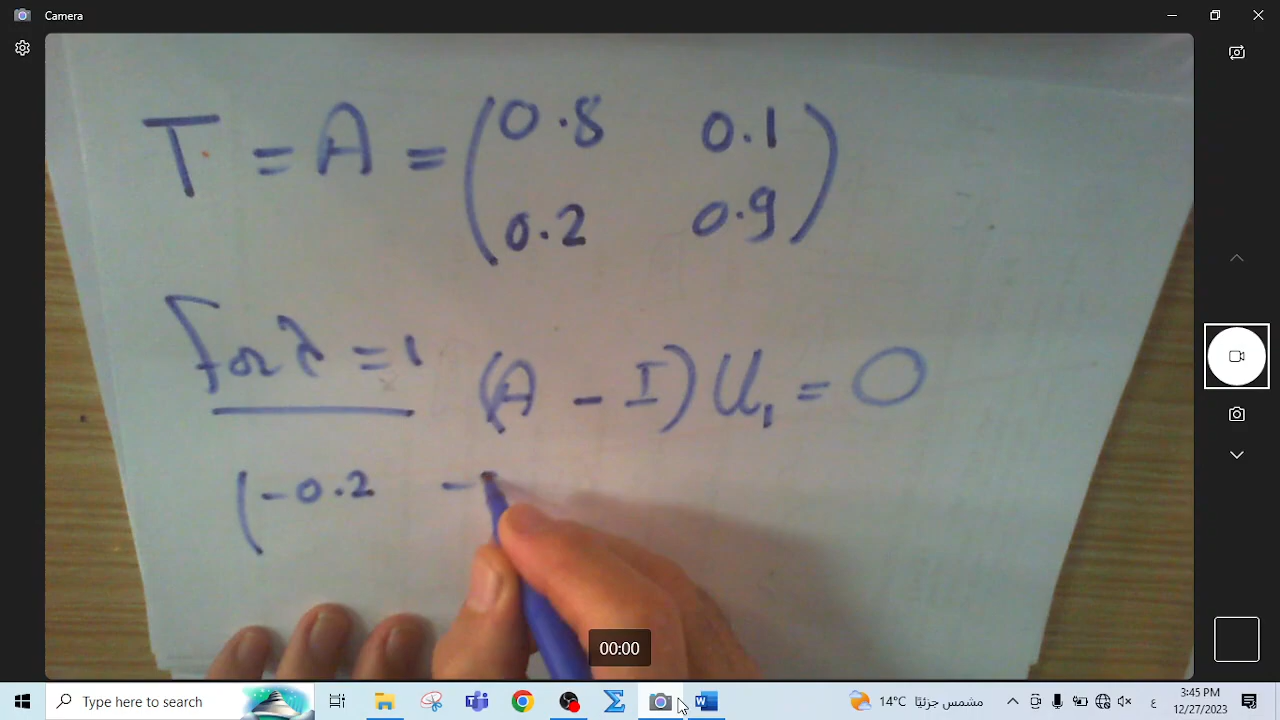 Camera
T = A = (0.8 0.1
0.2 0.9)
For λ = 1 (A - I) U₁ = 0
(-0.2 -
00:00
Type here to search
14°C مشمس جزئيًا
ع
3:45 PM
12/27/2023